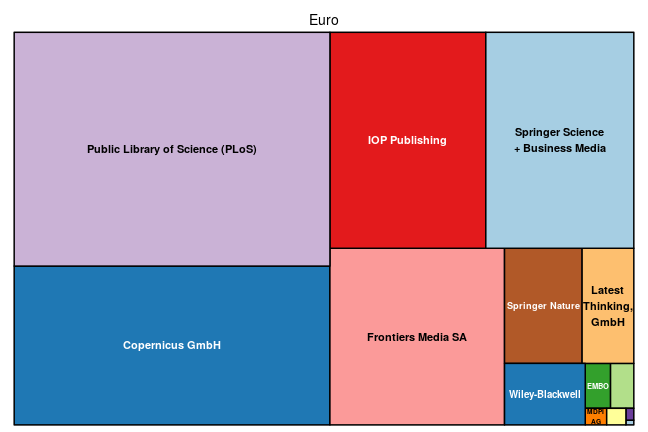 Euro
Public Library of Science (PLoS)
IOP Publishing
Springer Science
+ Business Media
Copernicus GmbH
Frontiers Media SA
Springer Nature
Latest
Thinking,
GmbH
Wiley-Blackwell
EMBO
MDPI
AG